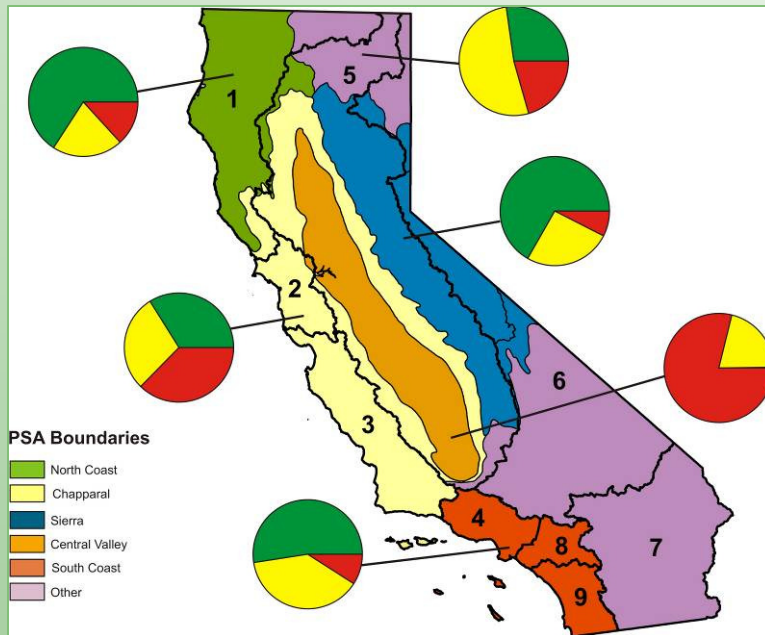 1
5
2
3
6
4
8
7
9
PSA Boundaries
North Coast
Chapparal
Sierra
Central Valley
South Coast
Other